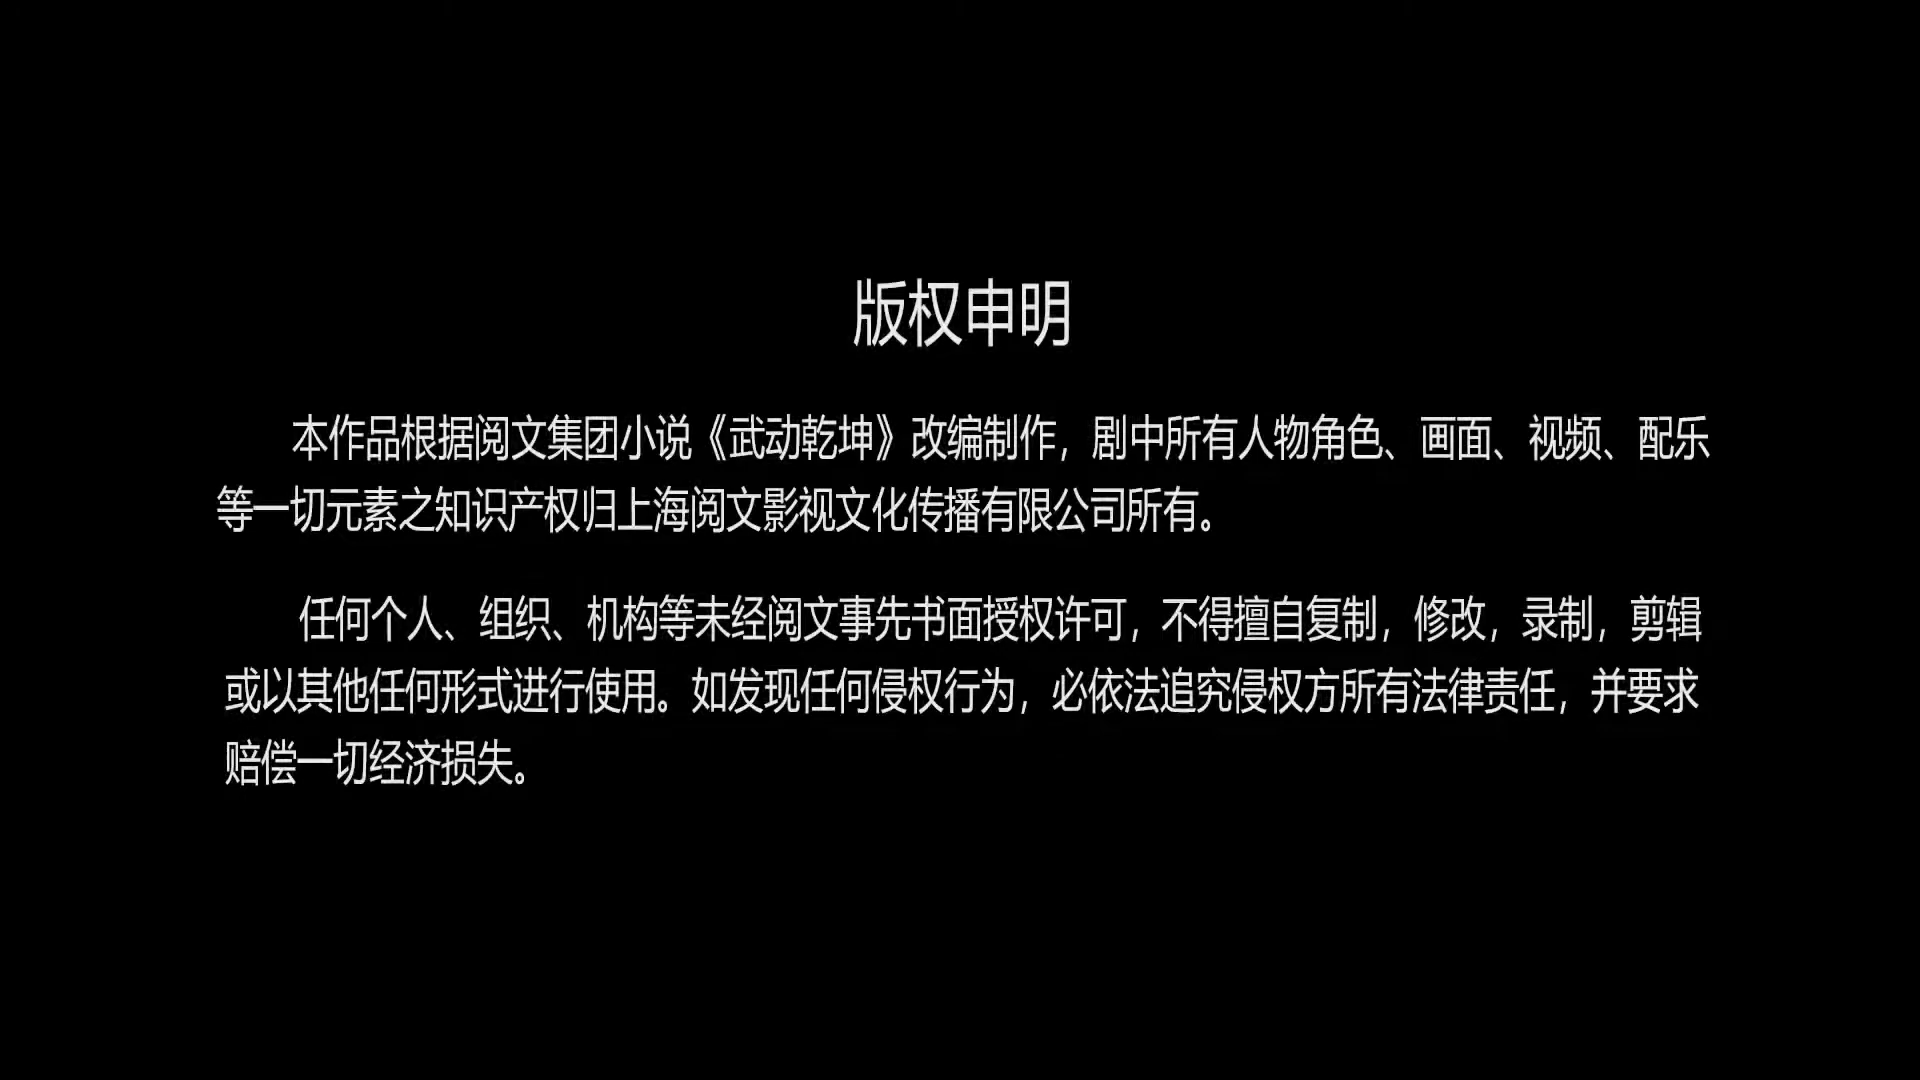 版权申明
本作品根据阅文集团小说《武动乾坤》改编制作，剧中所有人物角色、画面、视频、配乐
等一切元素之知识产权归上海阅文影视文化传播有限公司所有。
任何个人、组织、机构等未经阅文事先书面授权许可，不得擅自复制，修改，录制，剪辑
或以其他任何形式进行使用。如发现任何侵权行为，必依法追究侵权方所有法律责任，并要求
赔偿一切经济损失。